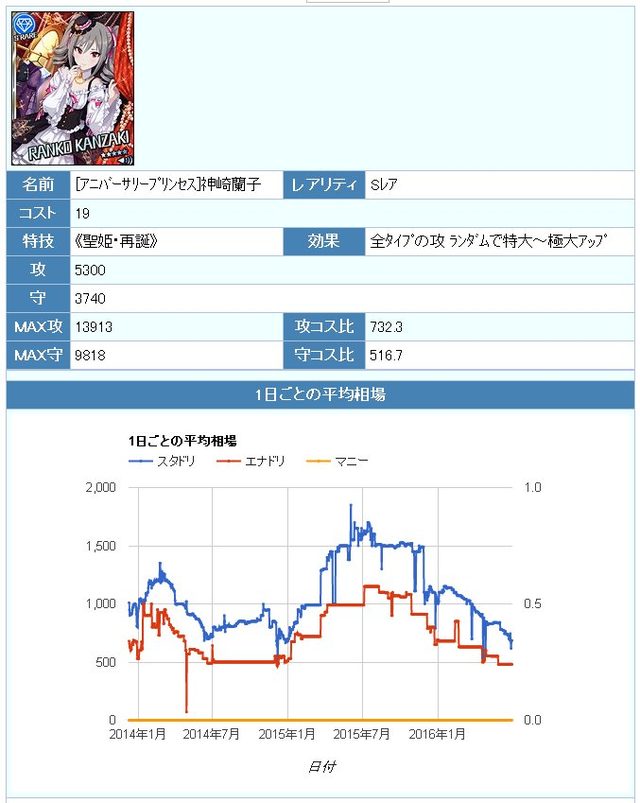 S RARE
RANKO KANZAKI
名前 [ｱﾆﾊﾞｰｻﾘｰﾌﾟﾘﾝｾｽ]神崎蘭子 レアリティ Sﾚｱ
コスト 19
特技 《聖姫・再誕》 効果 全ﾀｲﾌﾟの攻 ﾗﾝﾀﾞﾑで特大～極大ｱｯﾌﾟ
攻 5300
守 3740
MAX攻 13913 攻コス比 732.3
MAX守 9818 守コス比 516.7
1日ごとの平均相場
1日ごとの平均相場
スタドリ エナドリ マニー
2,000 1.0
1,500
1,000 0.5
500
0 0.0
2014年1月 2014年7月 2015年1月 2015年7月 2016年1月
日付